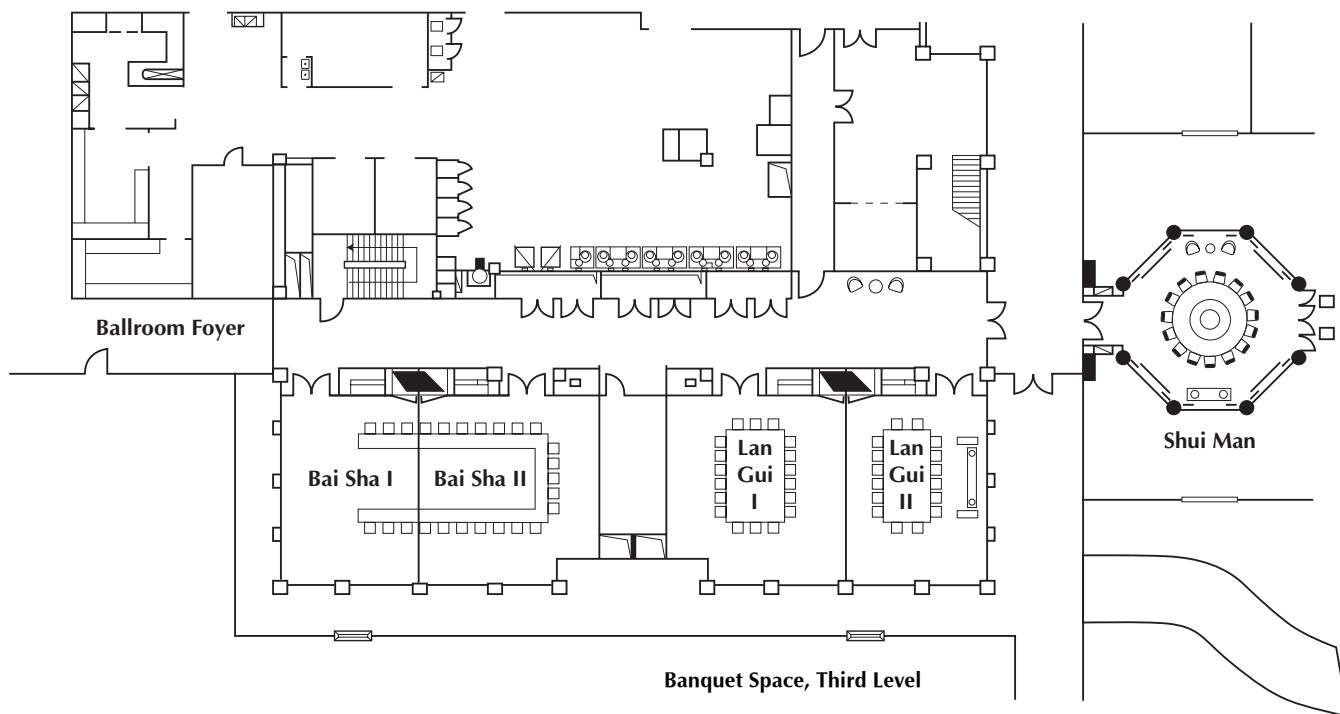 Ballroom Foyer
Bai Sha I
Bai Sha II
Lan
Gui
I
Lan
Gui
II
Shui Man
Banquet Space, Third Level